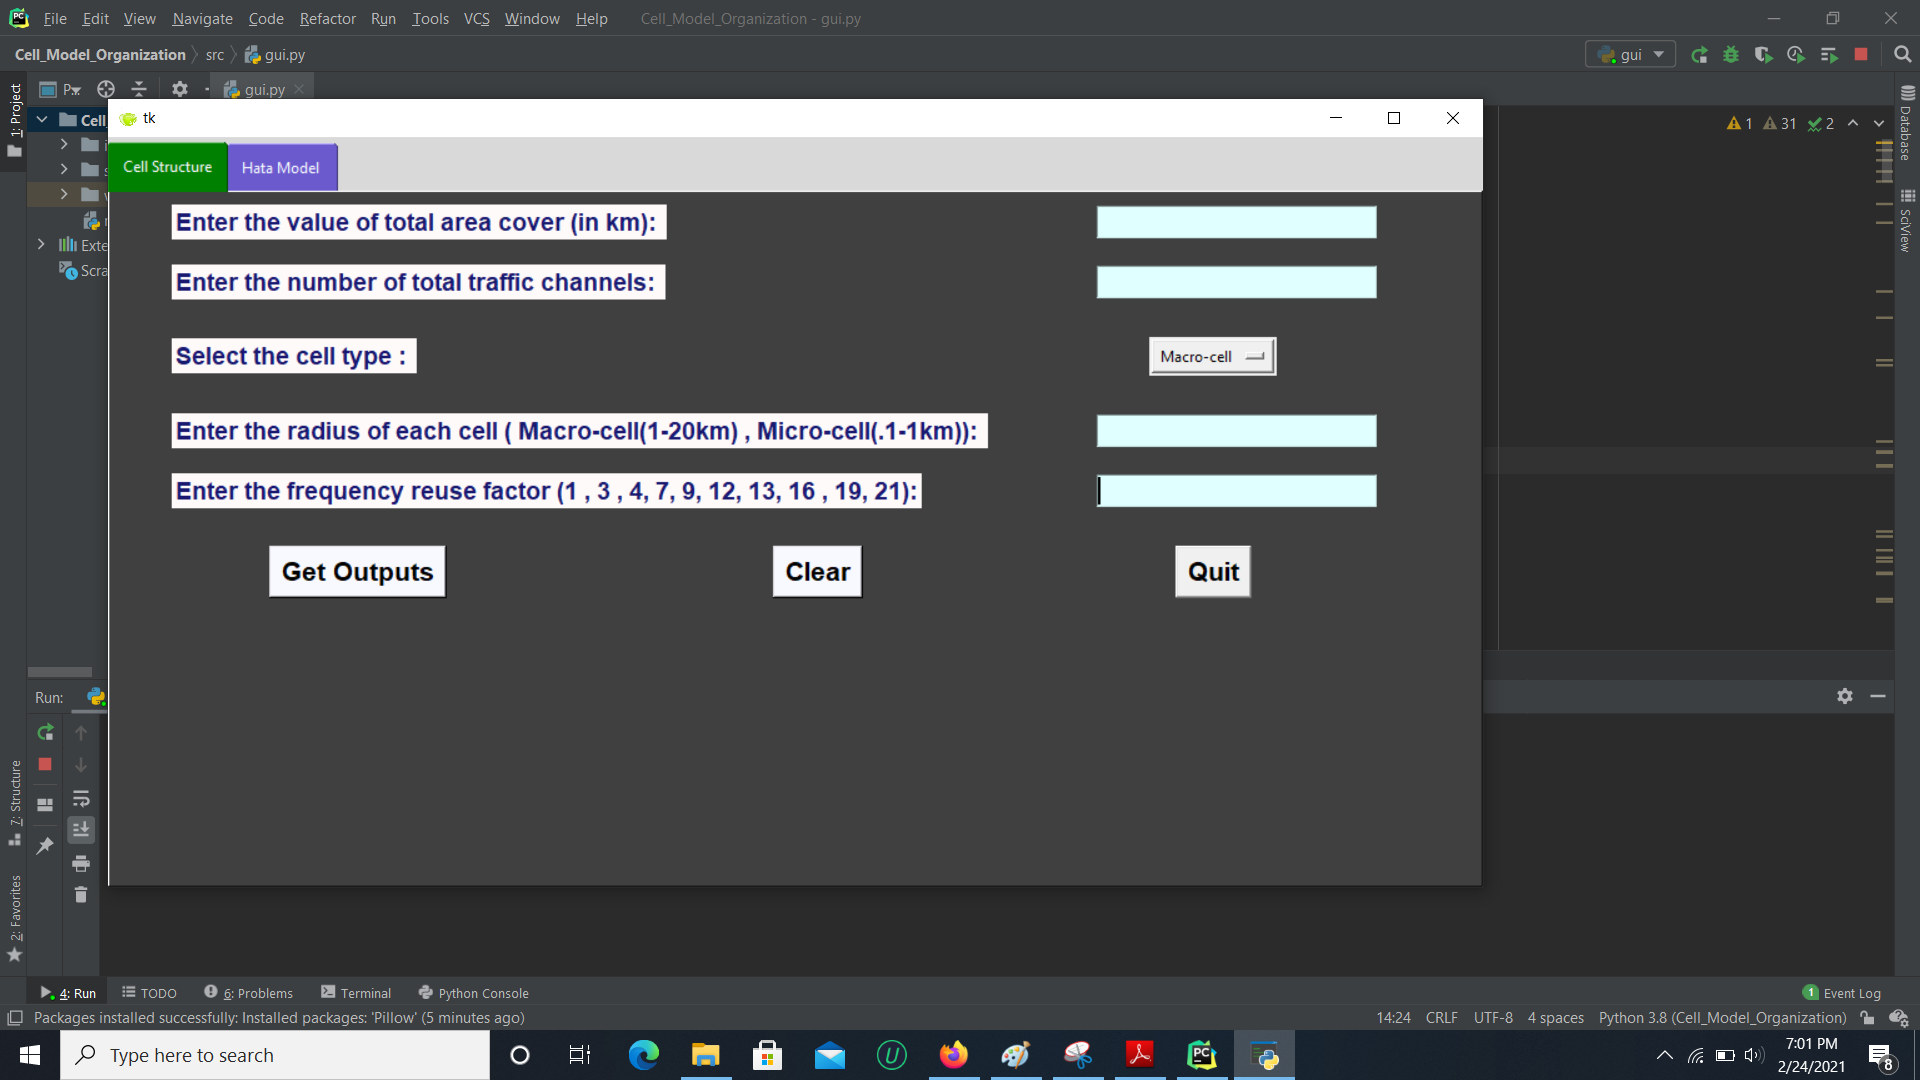 File Edit View Navigate Code Refactor Run Tools VCS Window Help Cell_Model_Organization - gui.py
Cell_Model_Organization src gui.py
gui
1: Project
P...
gui.py
tk
Cell_
Exte
Scra
1 31 2
Database
SciView
Cell Structure Hata Model
Enter the value of total area cover (in km):
Enter the number of total traffic channels:
Select the cell type :
Macro-cell
Enter the radius of each cell ( Macro-cell(1-20km) , Micro-cell(.1-1km)):
Enter the frequency reuse factor (1 , 3 , 4, 7, 9, 12, 13, 16 , 19, 21):
Get Outputs Clear Quit
Run:
7: Structure
2: Favorites
4: Run TODO 6: Problems Terminal Python Console
1 Event Log
Packages installed successfully: Installed packages: 'Pillow' (5 minutes ago)
14:24 CRLF UTF-8 4 spaces Python 3.8 (Cell_Model_Organization)
Type here to search
7:01 PM
2/24/2021
8